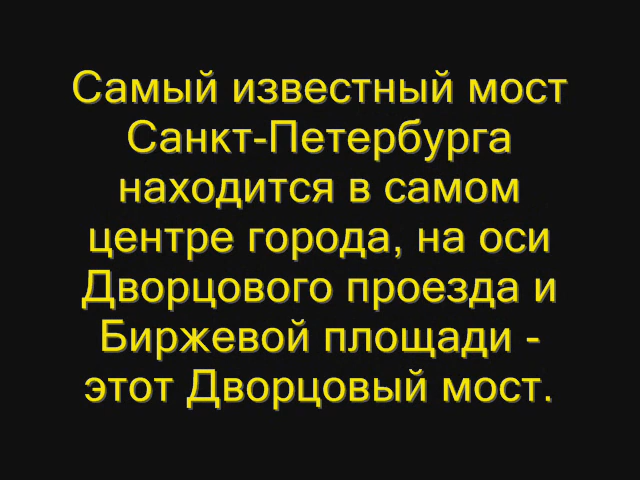 Самый известный мост
Санкт-Петербурга
находится в самом
центре города, на оси
Дворцового проезда и
Биржевой площади -
этот Дворцовый мост.